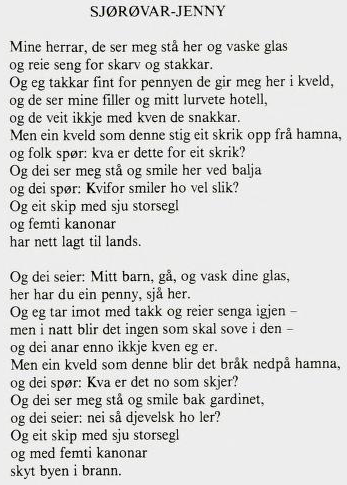 SJØRØVAR-JENNY
Mine herrar, de ser meg stå her og vaske glas
og reie seng for skarv og stakkar.
Og eg takkar fint for pennyen de gir meg her i kveld,
og de ser mine filler og mitt lurvete hotell,
og de veit ikkje med kven de snakkar.
Men ein kveld som denne stig eit skrik opp frå hamna,
og folk spør: kva er dette for eit skrik?
Og dei ser meg stå og smile her ved balja
og dei spør: Kvifor smiler ho vel slik?
Og eit skip med sju storsegl
og femti kanonar
har nett lagt til lands.
Og dei seier: Mitt barn, gå, og vask dine glas,
her har du ein penny, sjå her.
Og eg tar imot med takk og reier senga igjen –
men i natt blir det ingen som skal sove i den –
og dei anar enno ikkje kven eg er.
Men ein kveld som denne blir det bråk nedpå hamna,
og dei spør: Kva er det no som skjer?
Og dei ser meg stå og smile bak gardinet,
og dei seier: nei så djevelsk ho ler?
Og eit skip med sju storsegl
og med femti kanonar
skyt byen i brann.